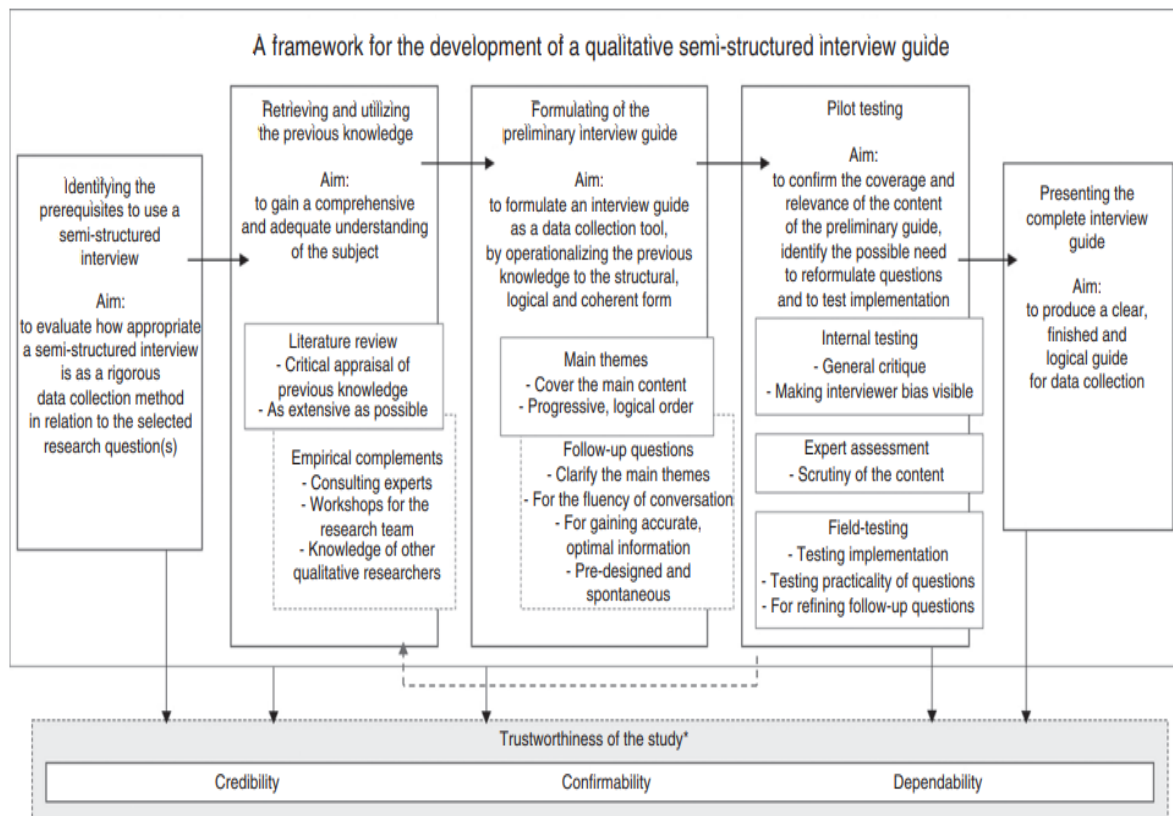 A framework for the development of a qualitative semi-structured interview guide
Identifying the
prerequisites to use a
semi-structured
interview
Aim:
to evaluate how appropriate
a semi-structured interview
is as a rigorous
data collection method
in relation to the selected
research question(s)
Retrieving and utilizing
the previous knowledge
Aim:
to gain a comprehensive
and adequate understanding
of the subject
Literature review
- Critical appraisal of
previous knowledge
- As extensive as possible
Empirical complements
- Consulting experts
- Workshops for the
research team
- Knowledge of other
qualitative researchers
Formulating of the
preliminary interview guide
Aim:
to formulate an interview guide
as a data collection tool,
by operationalizing the previous
knowledge to the structural,
logical and coherent form
Main themes
- Cover the main content
- Progressive, logical order
Follow-up questions
- Clarify the main themes
- For the fluency of conversation
- For gaining accurate,
optimal information
- Pre-designed and
spontaneous
Pilot testing
Aim:
to confirm the coverage and
relevance of the content
of the preliminary guide,
identify the possible need
to reformulate questions
and to test implementation
Internal testing
- General critique
- Making interviewer bias visible
Expert assessment
- Scrutiny of the content
Field-testing
- Testing implementation
- Testing practicality of questions
- For refining follow-up questions
Presenting the
complete interview
guide
Aim:
to produce a clear,
finished and
logical guide
for data collection
Trustworthiness of the study*
Credibility
Confirmability
Dependability